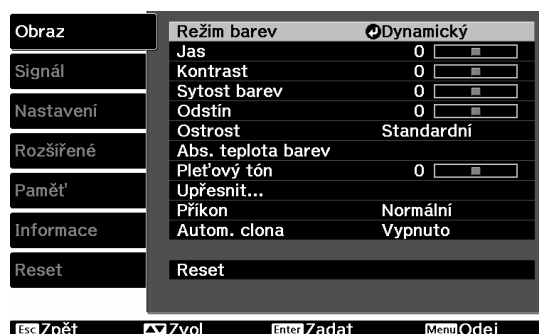 Obraz
Signál
Nastavení
Rozšířené
Paměť
Informace
Reset
Režim barev Dynamický
Jas 0
Kontrast 0
Sytost barev 0
Odstín 0
Ostrost Standardní
Abs. teplota barev
Pleťový tón 0
Upřesnit...
Příkon Normální
Autom. clona Vypnuto
Reset
Esc Zpět Zvol Enter Zadat Menu Odej